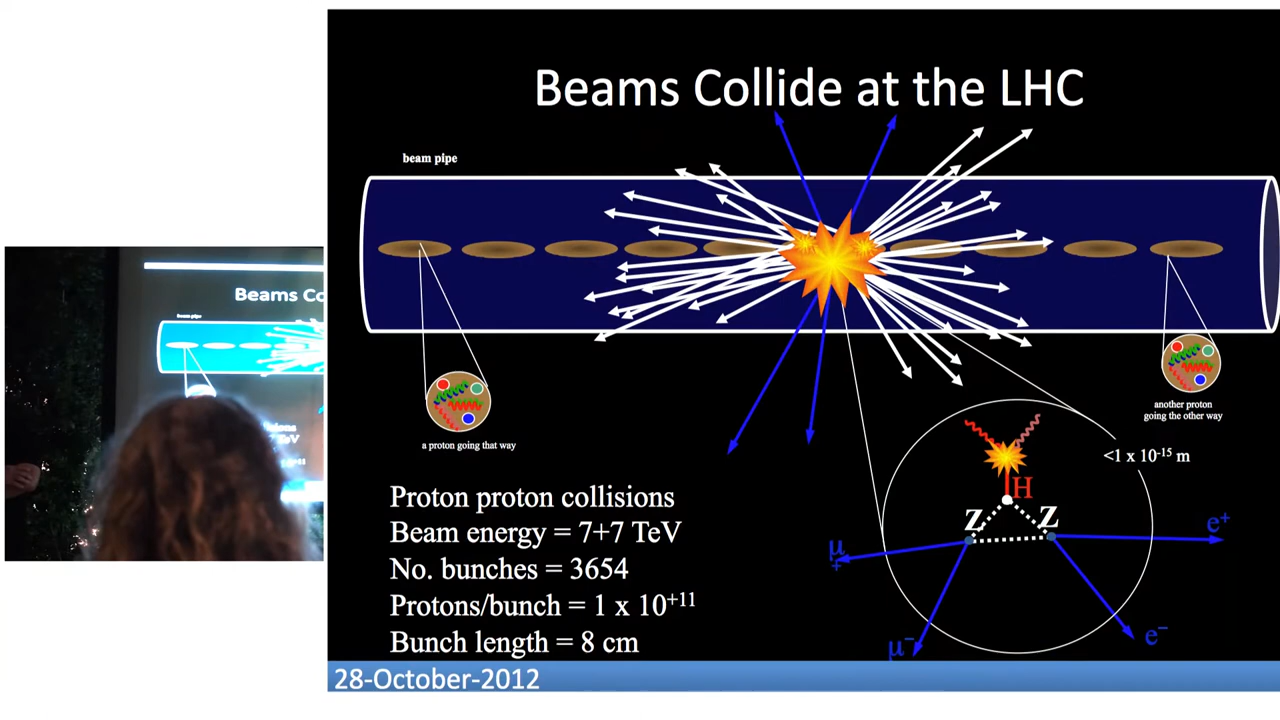 Beams Collide at the LHC
beam pipe
a proton going that way
another proton
going the other way
<1 x 10⁻¹⁵ m
H
Z
Z
μ
+
e⁺
μ⁻
e⁻
Proton proton collisions
Beam energy = 7+7 TeV
No. bunches = 3654
Protons/bunch = 1 x 10⁺¹¹
Bunch length = 8 cm
28-October-2012
Beams Co
beam pipe